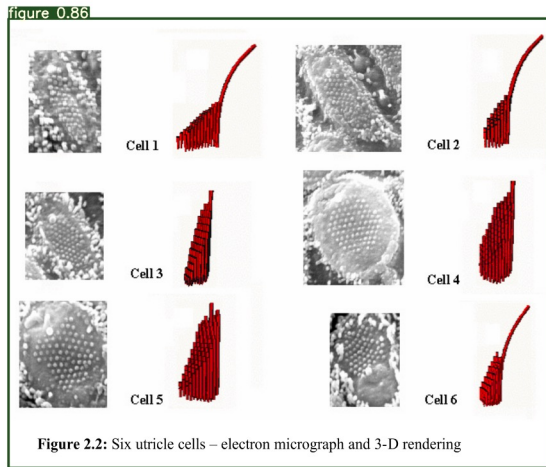 figure 0.86
Cell 1
Cell 2
Cell 3
Cell 4
Cell 5
Cell 6
Figure 2.2: Six utricle cells – electron micrograph and 3-D rendering